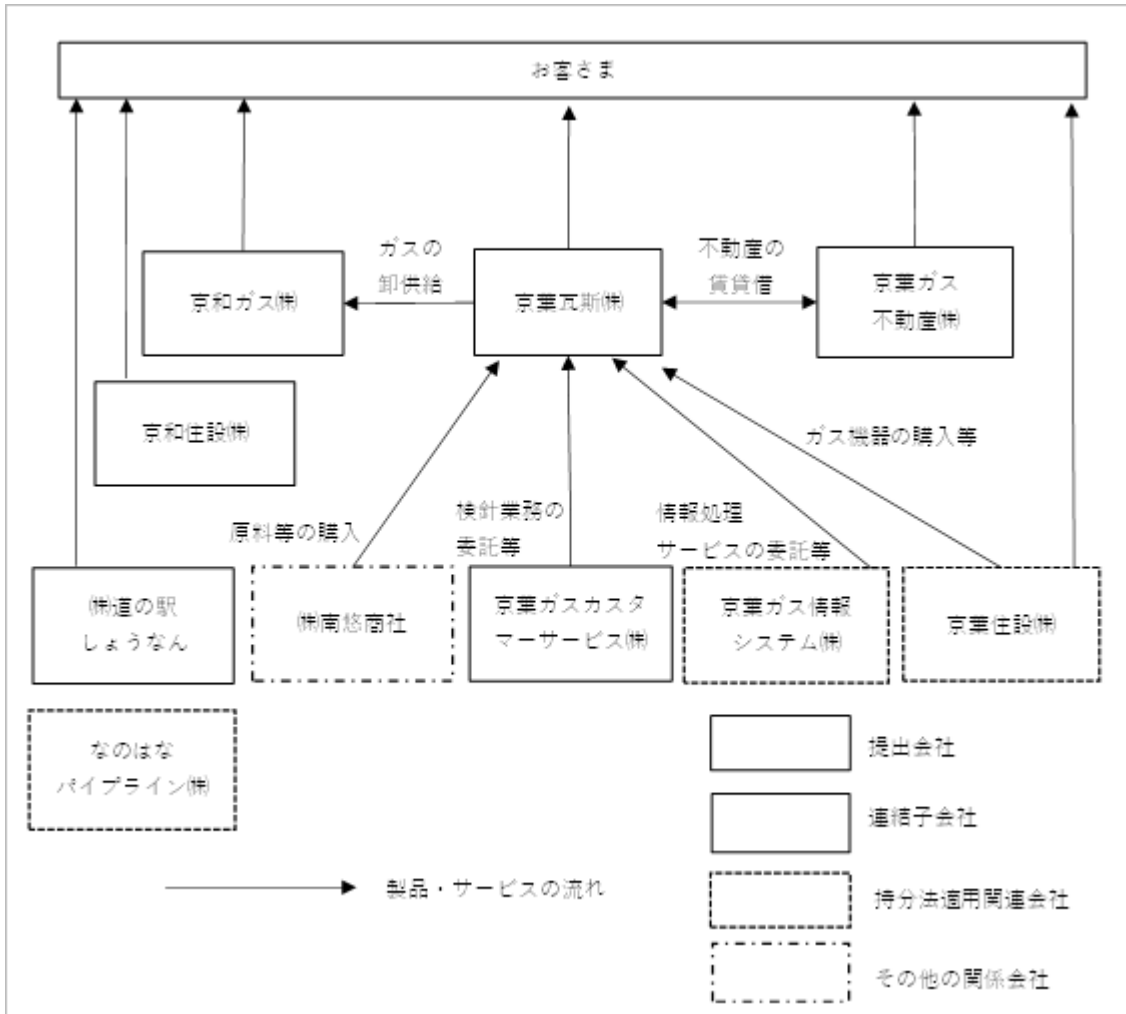 お客さま
ガスの
卸供給
不動産の
賃貸借
京和ガス㈱
京葉瓦斯㈱
京葉ガス
不動産㈱
京和住設㈱
ガス機器の購入等
原料等の購入
検針業務の
委託等
情報処理
サービスの委託等
㈱道の駅
しょうなん
㈱南悠商社
京葉ガスカスタ
マーサービス㈱
京葉ガス情報
システム㈱
京葉住設㈱
なのはな
パイプライン㈱
提出会社
連結子会社
製品・サービスの流れ
持分法適用関連会社
その他の関係会社